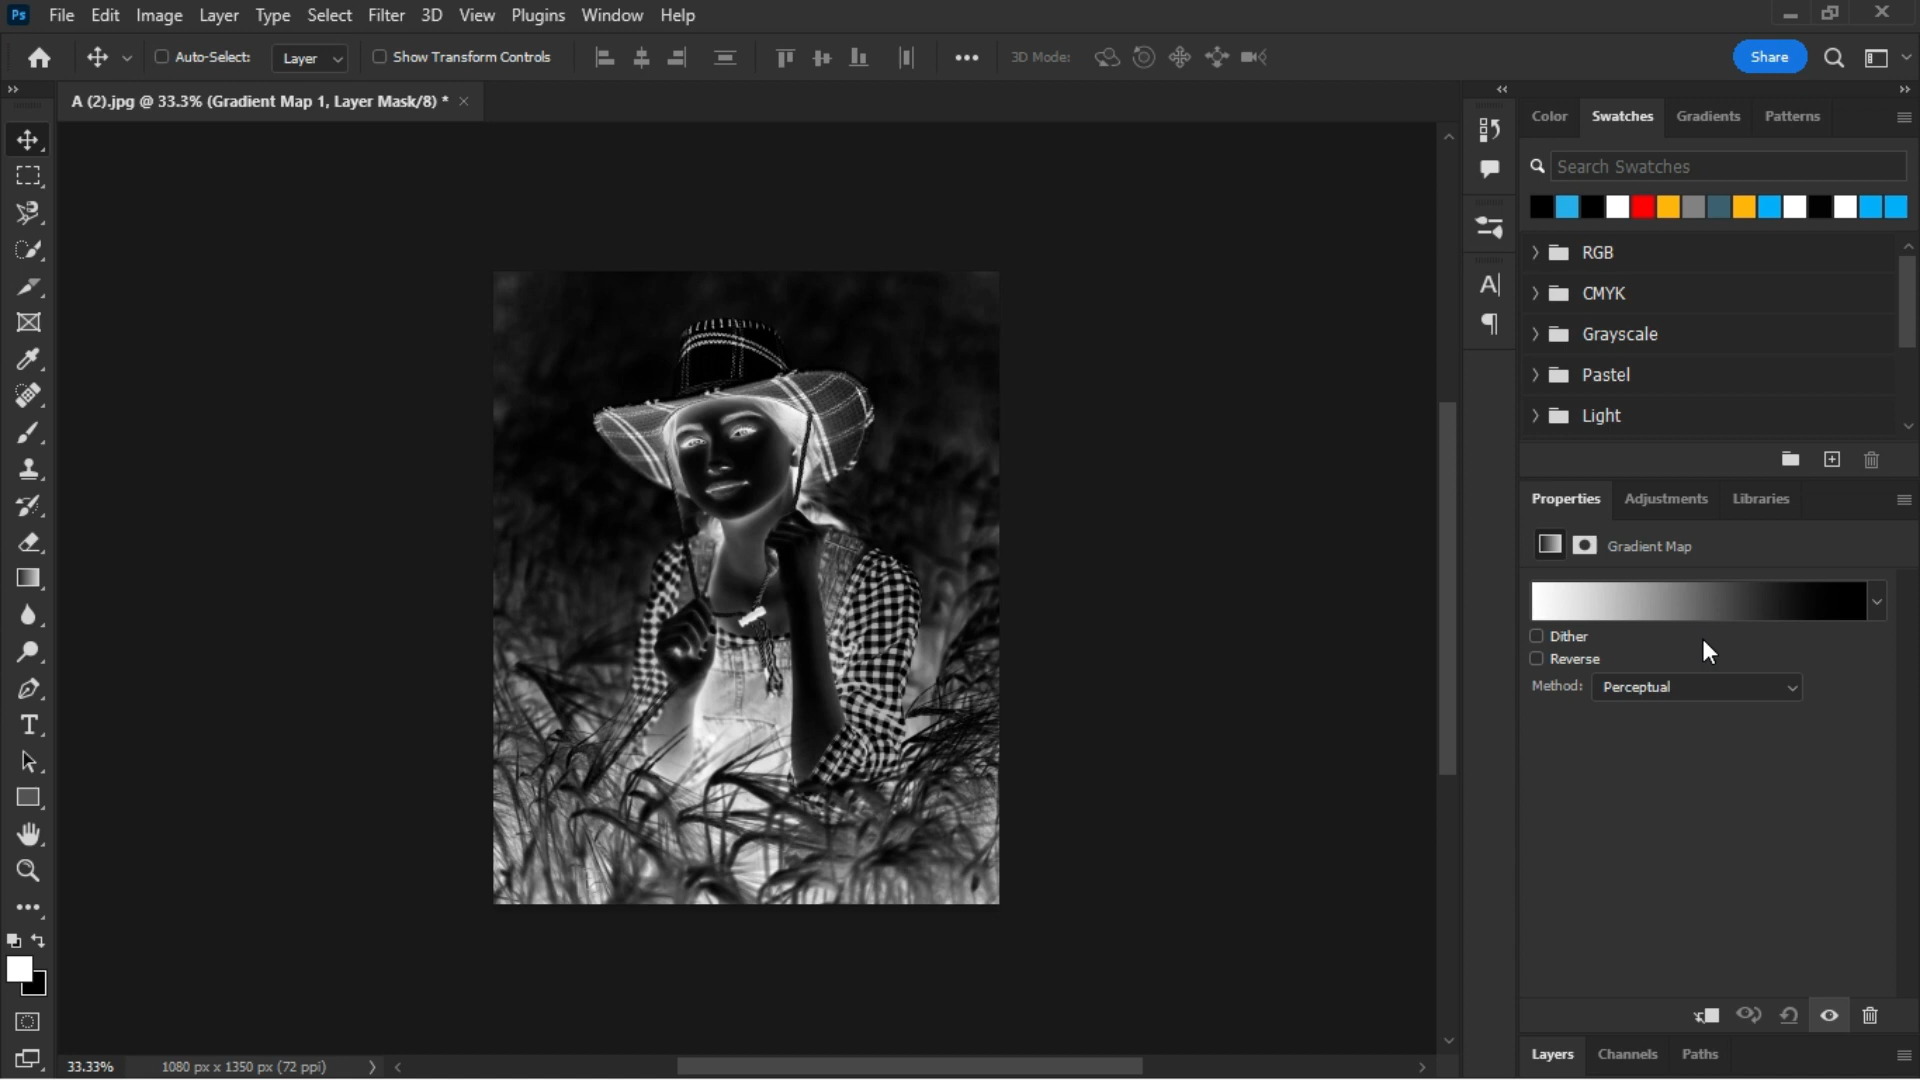 Ps File Edit Image Layer Type Select Filter 3D View Plugins Window Help
Auto-Select: Layer Show Transform Controls 3D Mode: Share
A (2).jpg @ 33.3% (Gradient Map 1, Layer Mask/8) *
Color Swatches Gradients Patterns
Search Swatches
RGB
CMYK
Grayscale
Pastel
Light
Properties Adjustments Libraries
Gradient Map
Dither
Reverse
Method: Perceptual
Layers Channels Paths
33.33% 1080 px x 1350 px (72 ppi)